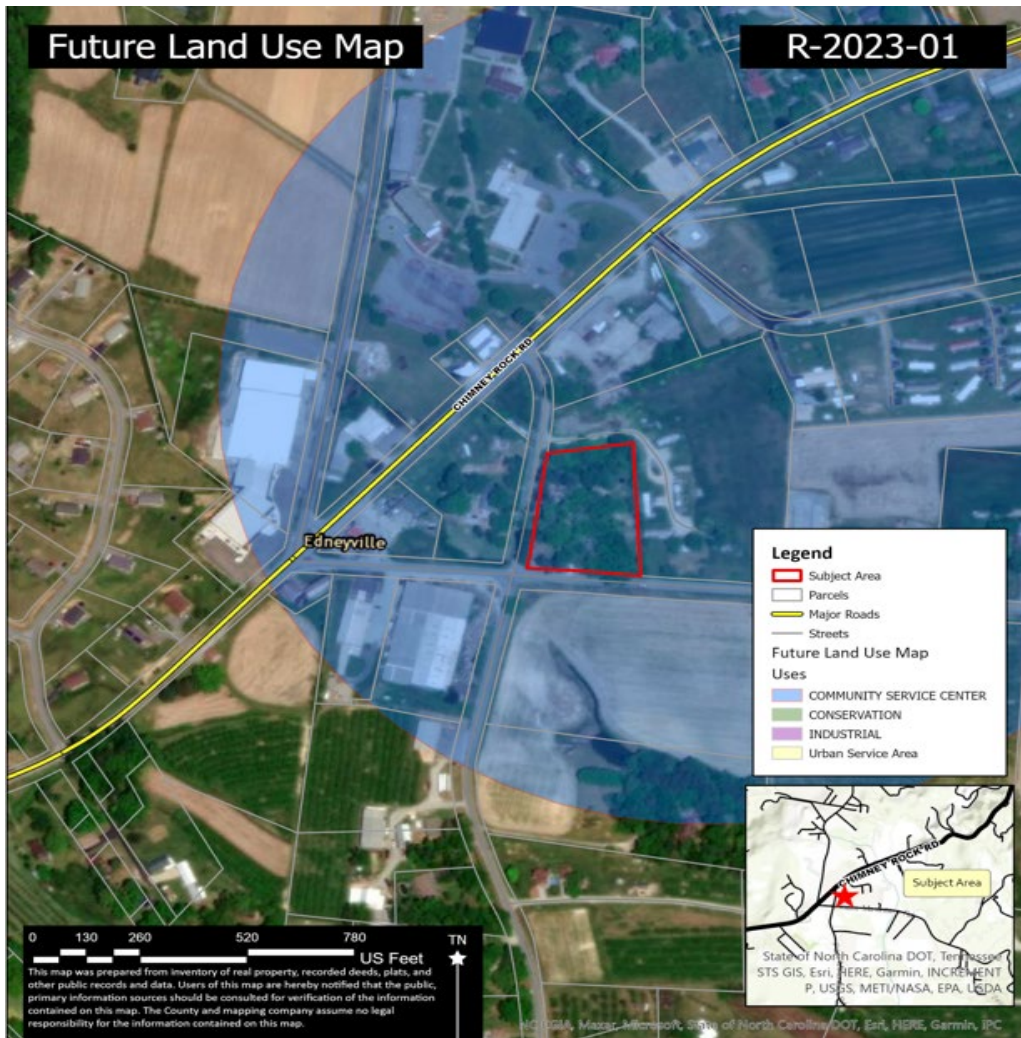 Future Land Use Map
R-2023-01
CHIMNEY ROCK RD
Edneyville
Legend
Subject Area
Parcels
Major Roads
Streets
Future Land Use Map
Uses
COMMUNITY SERVICE CENTER
CONSERVATION
INDUSTRIAL
Urban Service Area
CHIMNEY ROCK RD
Subject Area
State of North Carolina DOT, Tennessee
STS GIS, Esri, HERE, Garmin, INCREMENT
P, USGS, METI/NASA, EPA, USDA
0 130 260 520 780
US Feet
TN
This map was prepared from inventory of real property, recorded deeds, plats, and
other public records and data. Users of this map are hereby notified that the public,
primary information sources should be consulted for verification of the information
contained on this map. The County and mapping company assume no legal
responsibility for the information contained on this map.
Maxar, Microsoft, State of North Carolina DOT, Esri, HERE, Garmin, iPC